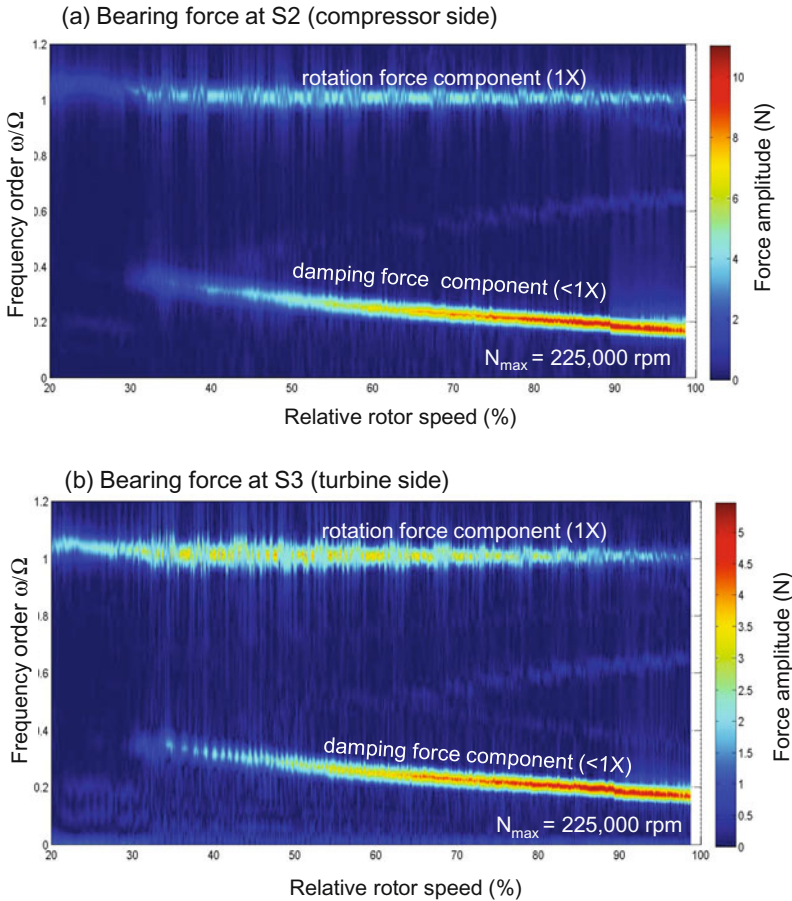 (a) Bearing force at S2 (compressor side)
Frequency order ω/Ω
1.2
1
0.8
0.6
0.4
0.2
0
rotation force component (1X)
damping force component (<1X)
N_max = 225,000 rpm
20 30 40 50 60 70 80 90 100
Relative rotor speed (%)
10
8
6
4
2
0
Force amplitude (N)
(b) Bearing force at S3 (turbine side)
Frequency order ω/Ω
1.2
1
0.8
0.6
0.4
0.2
0
rotation force component (1X)
damping force component (<1X)
N_max = 225,000 rpm
20 30 40 50 60 70 80 90 100
Relative rotor speed (%)
5
4.5
4
3.5
3
2.5
2
1.5
1
0.5
0
Force amplitude (N)